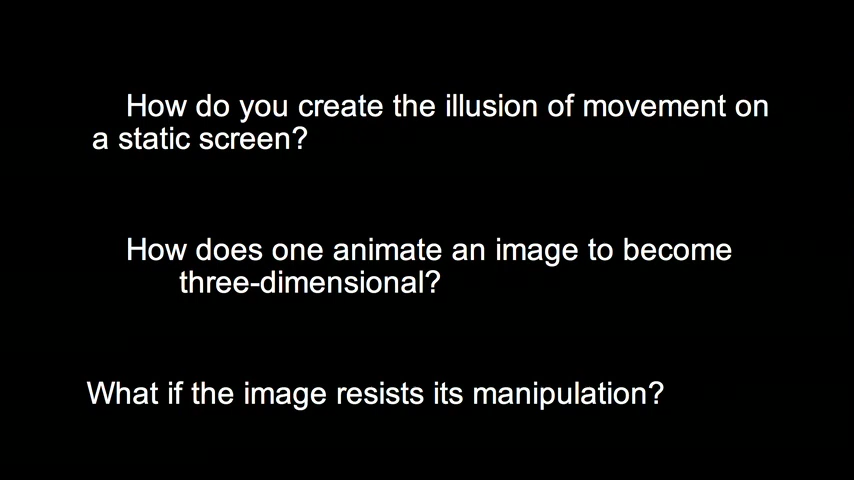 How do you create the illusion of movement on
a static screen?
How does one animate an image to become
three-dimensional?
What if the image resists its manipulation?